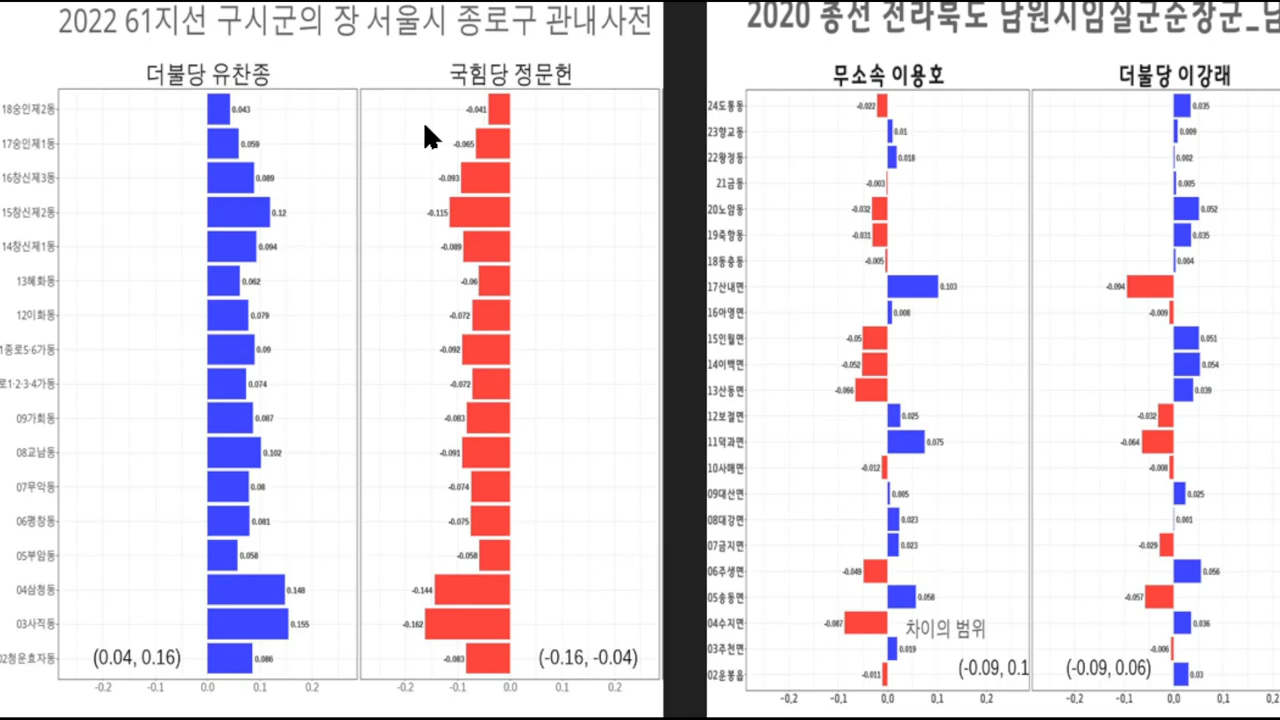 2022 61지선 구시군의 장 서울시 종로구 관내사전
더불당 유찬종 국힘당 정문헌
18숭인제2동 0.043 -0.041
17숭인제1동 0.059 -0.065
16창신제3동 0.089 -0.093
15창신제2동 0.12 -0.115
14창신제1동 0.094 -0.089
13혜화동 0.062 -0.06
12이화동 0.079 -0.072
1종로5·6가동 0.09 -0.092
로1·2·3·4가동 0.074 -0.072
09가회동 0.087 -0.083
08교남동 0.102 -0.091
07무악동 0.08 -0.074
06평창동 0.081 -0.075
05부암동 0.058 -0.058
04삼청동 0.148 -0.144
03사직동 0.155 -0.162
02청운효자동 0.086 -0.083
(0.04, 0.16) (-0.16, -0.04)
-0.2 -0.1 0.0 0.1 0.2 -0.2 -0.1 0.0 0.1 0.2
2020 총선 전라북도 남원시임실군순창군_남
무소속 이용호 더불당 이강래
24도통동 -0.022 0.035
23향교동 0.01 0.009
22왕정동 0.018 0.002
21금동 -0.003 0.005
20노암동 -0.032 0.052
19죽항동 -0.031 0.035
18동충동 -0.005 0.004
17산내면 0.103 -0.094
16아영면 0.008 -0.009
15인월면 -0.05 0.051
14이백면 -0.052 0.054
13산동면 -0.066 0.039
12보절면 0.025 -0.032
11덕과면 0.075 -0.064
10사매면 -0.012 -0.008
09대산면 0.005 0.025
08대강면 0.023 0.001
07금지면 0.023 -0.029
06주생면 -0.049 0.056
05송동면 0.058 -0.057
04수지면 -0.087 0.036
차이의 범위
03주천면 0.019 -0.006
02운봉읍 -0.011 0.03
(-0.09, 0.1 (-0.09, 0.06)
-0,2 -0,1 0,0 0,1 0,2 -0,2 -0,1 0,0 0,1 0,2